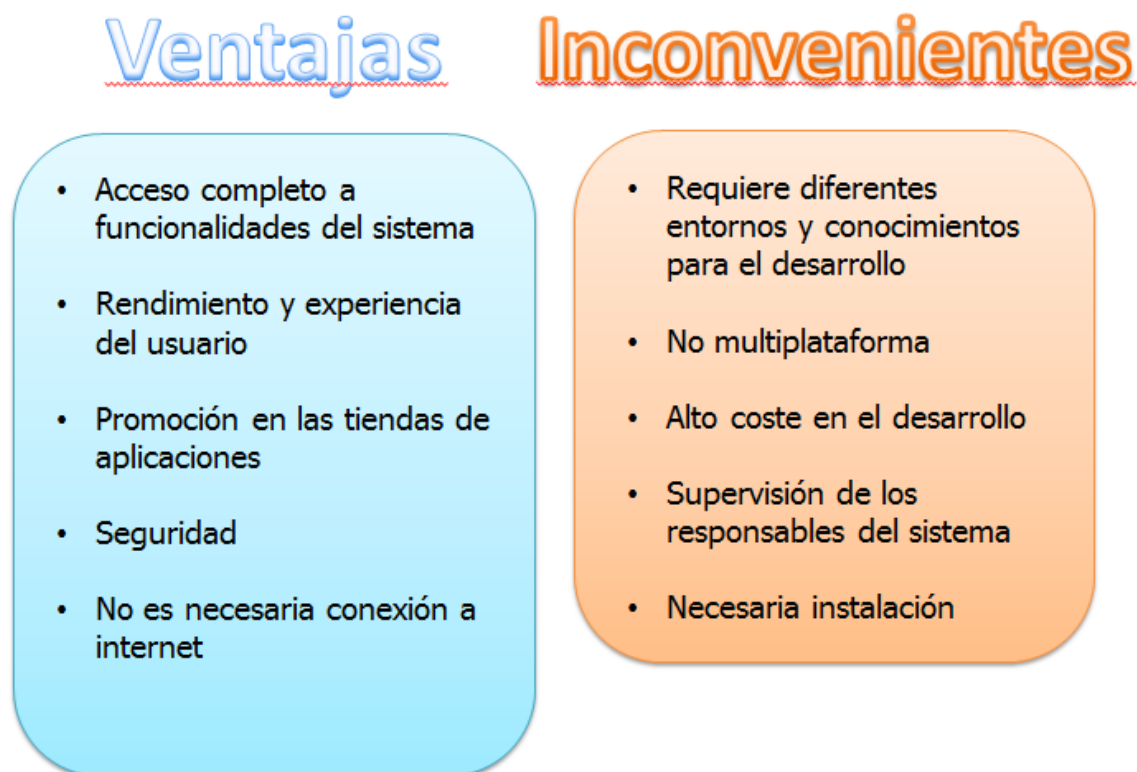 Ventajas
Inconvenientes
• Acceso completo a
funcionalidades del sistema
• Rendimiento y experiencia
del usuario
• Promoción en las tiendas de
aplicaciones
• Seguridad
• No es necesaria conexión a
internet
• Requiere diferentes
entornos y conocimientos
para el desarrollo
• No multiplataforma
• Alto coste en el desarrollo
• Supervisión de los
responsables del sistema
• Necesaria instalación